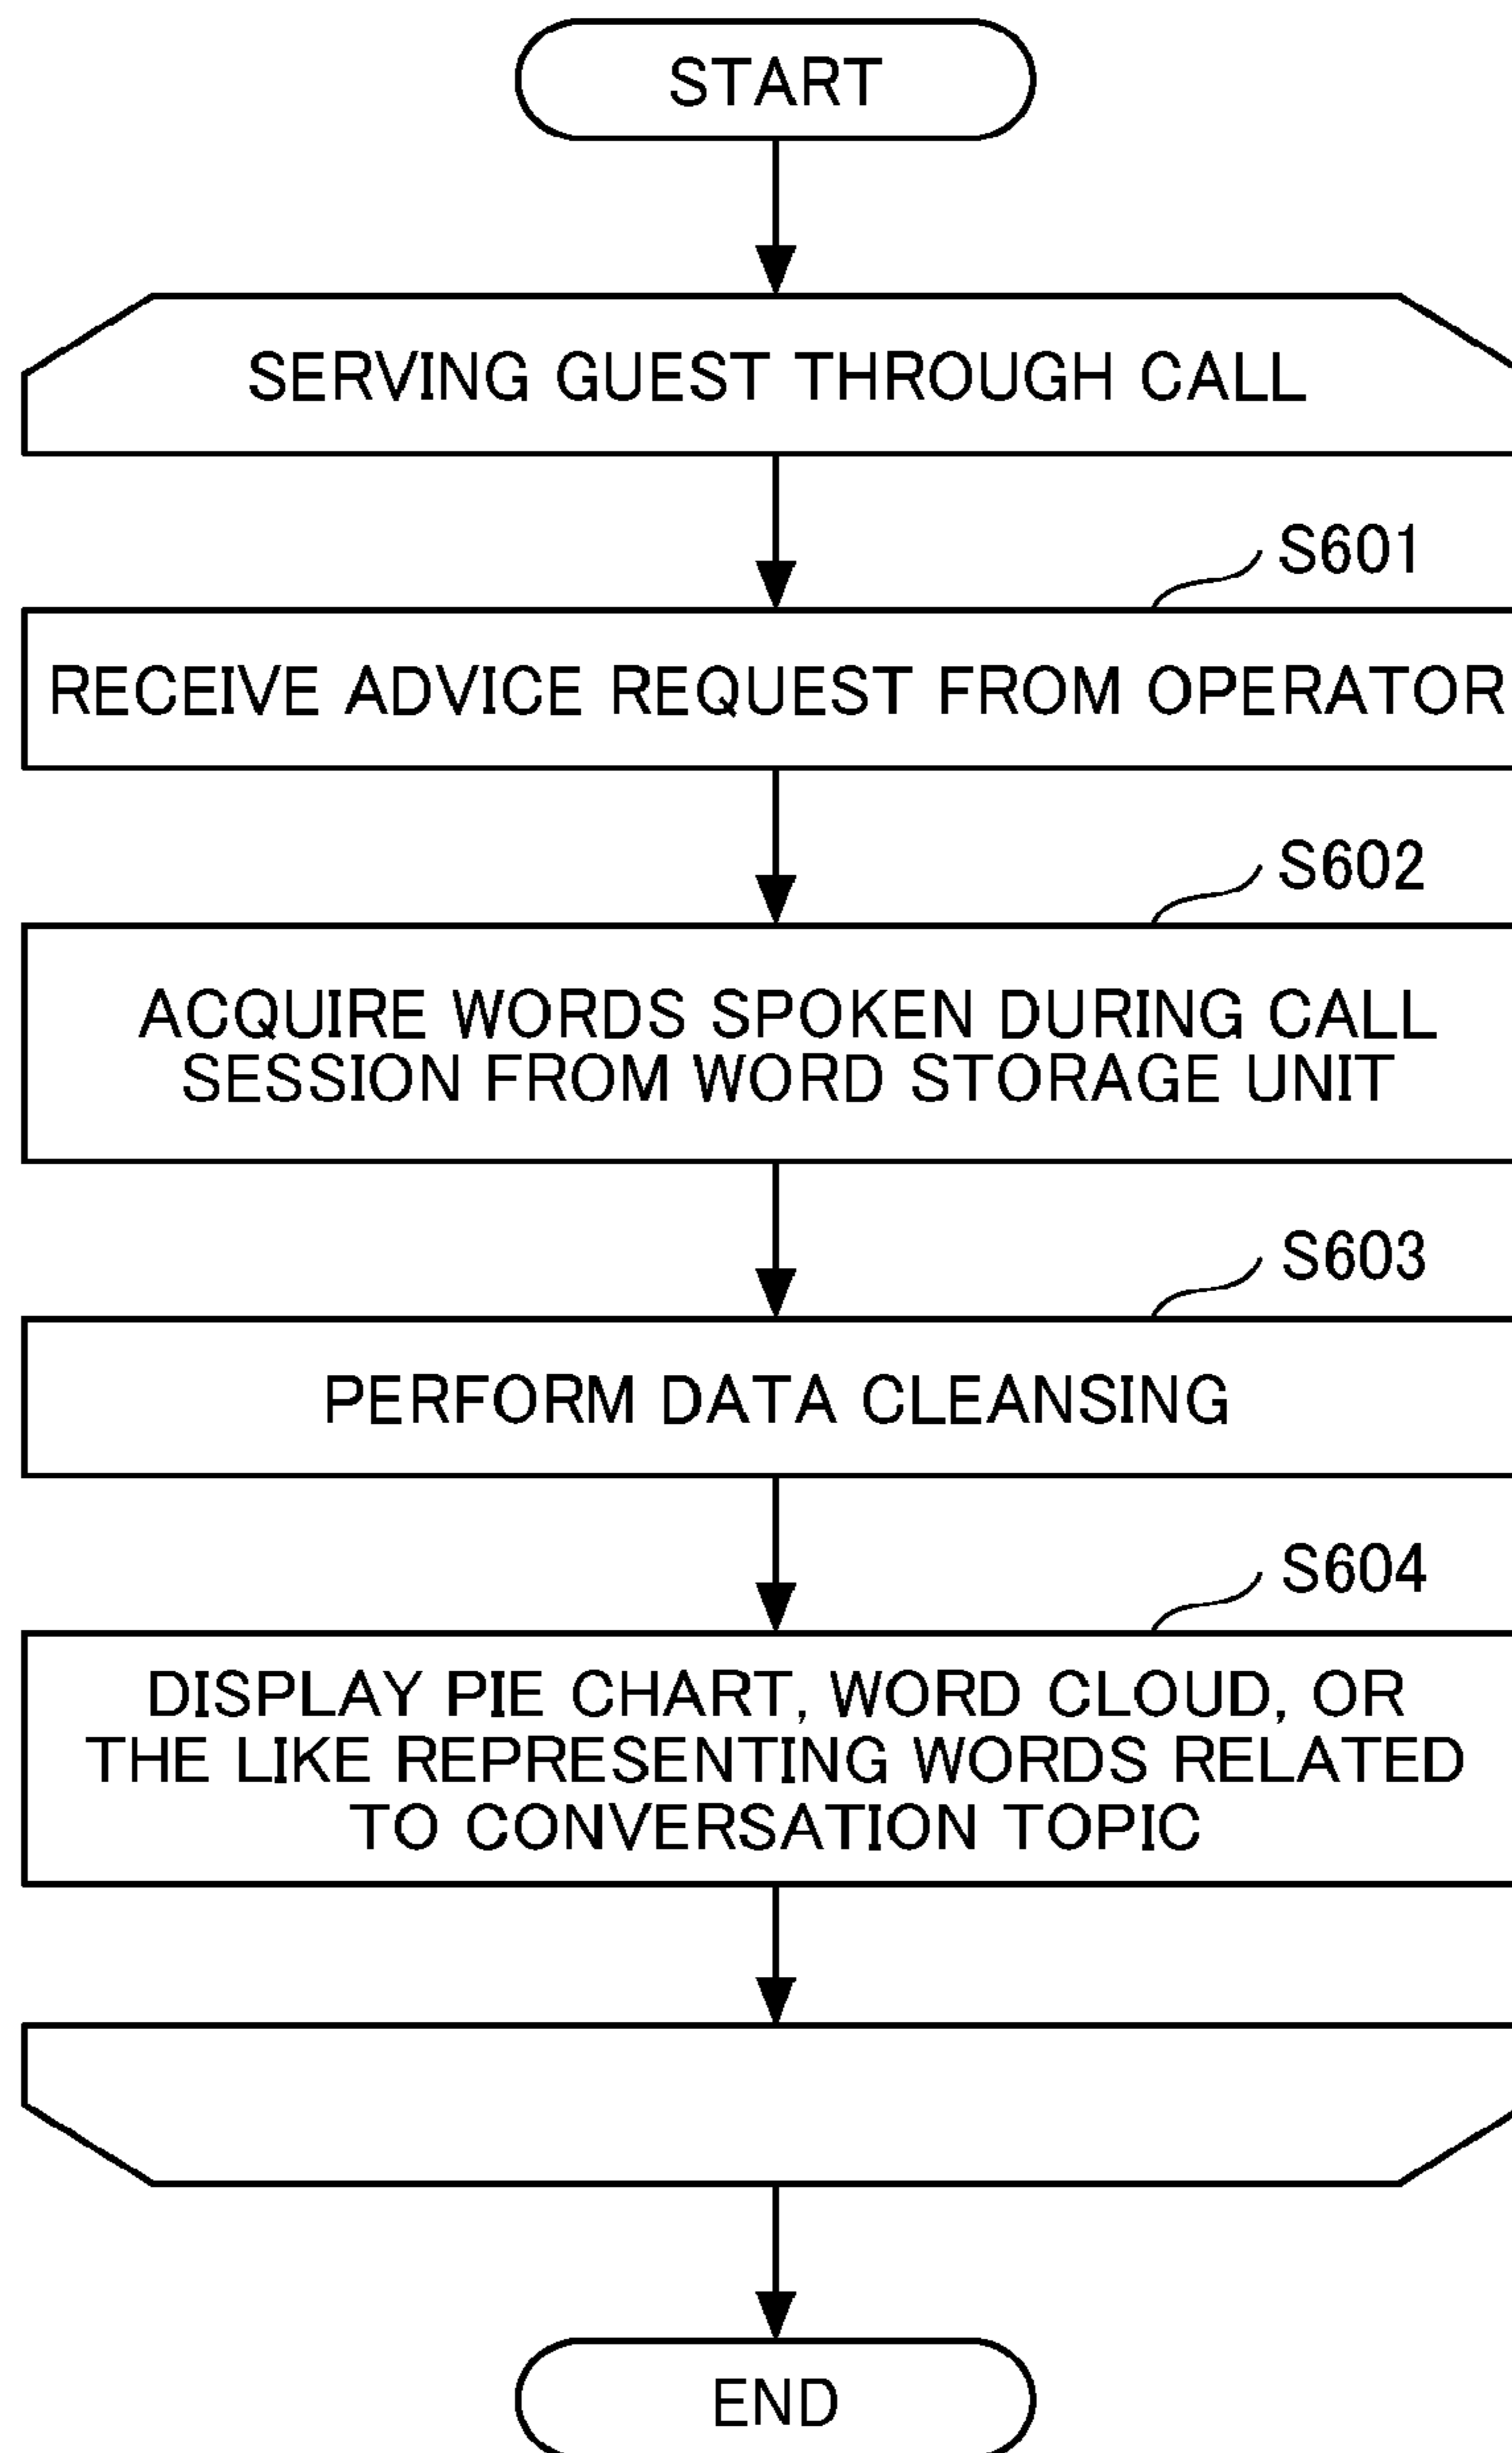 START
SERVING GUEST THROUGH CALL
S601
RECEIVE ADVICE REQUEST FROM OPERATOR
S602
ACQUIRE WORDS SPOKEN DURING CALL
SESSION FROM WORD STORAGE UNIT
S603
PERFORM DATA CLEANSING
S604
DISPLAY PIE CHART, WORD CLOUD, OR
THE LIKE REPRESENTING WORDS RELATED
TO CONVERSATION TOPIC
END